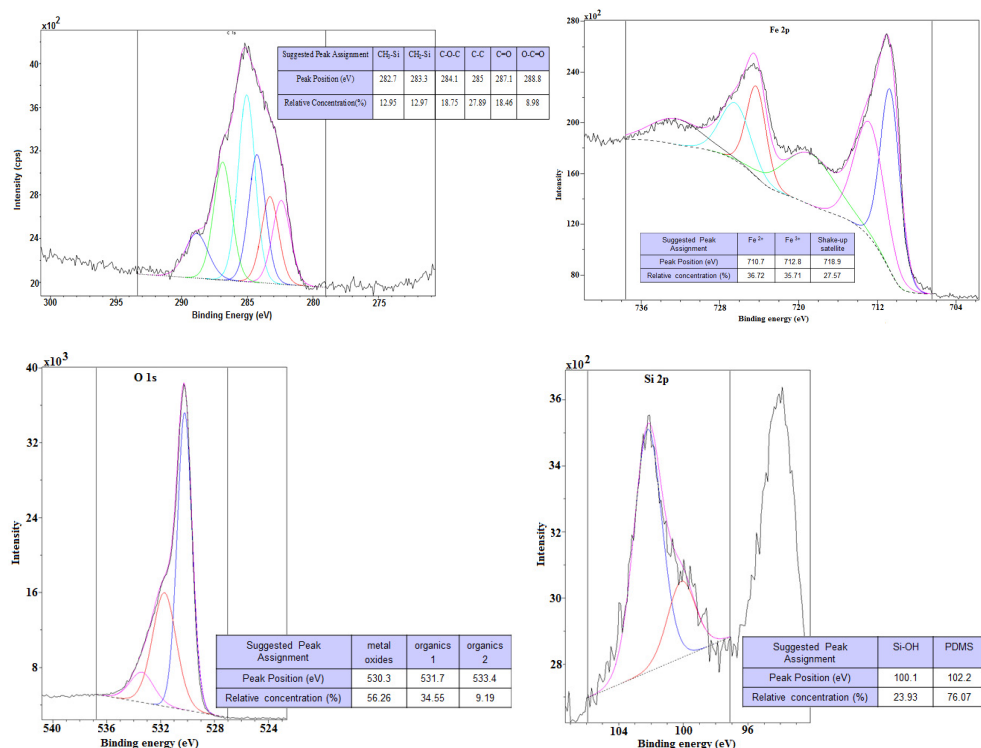 x10²
C 1s
Suggested Peak Assignment CH₃-Si CH₂-Si C-O-C C-C C=O O-C=O
Peak Position (eV) 282.7 283.3 284.1 285 287.1 288.8
Relative Concentration(%) 12.95 12.97 18.75 27.89 18.46 8.98
40
36
32
28
24
20
Intensity (cps)
300 295 290 285 280 275
Binding Energy (eV)
x10²
Fe 2p
280
240
200
160
120
80
Intensity
Suggested Peak Assignment Fe ²⁺ Fe ³⁺ Shake-up satellite
Peak Position (eV) 710.7 712.8 718.9
Relative concentration (%) 36.72 35.71 27.57
736 728 720 711 704
Binding energy (eV)
x10³
O 1s
40
32
24
16
8
Intensity
Suggested Peak Assignment metal oxides organics 1 organics 2
Peak Position (eV) 530.3 531.7 533.4
Relative concentration (%) 56.26 34.55 9.19
540 536 532 528 524
Binding energy (eV)
x10²
Si 2p
36
34
32
30
28
Intensity
Suggested Peak Assignment Si-OH PDMS
Peak Position (eV) 100.1 102.2
Relative concentration (%) 23.93 76.07
104 100 96
Binding energy (eV)